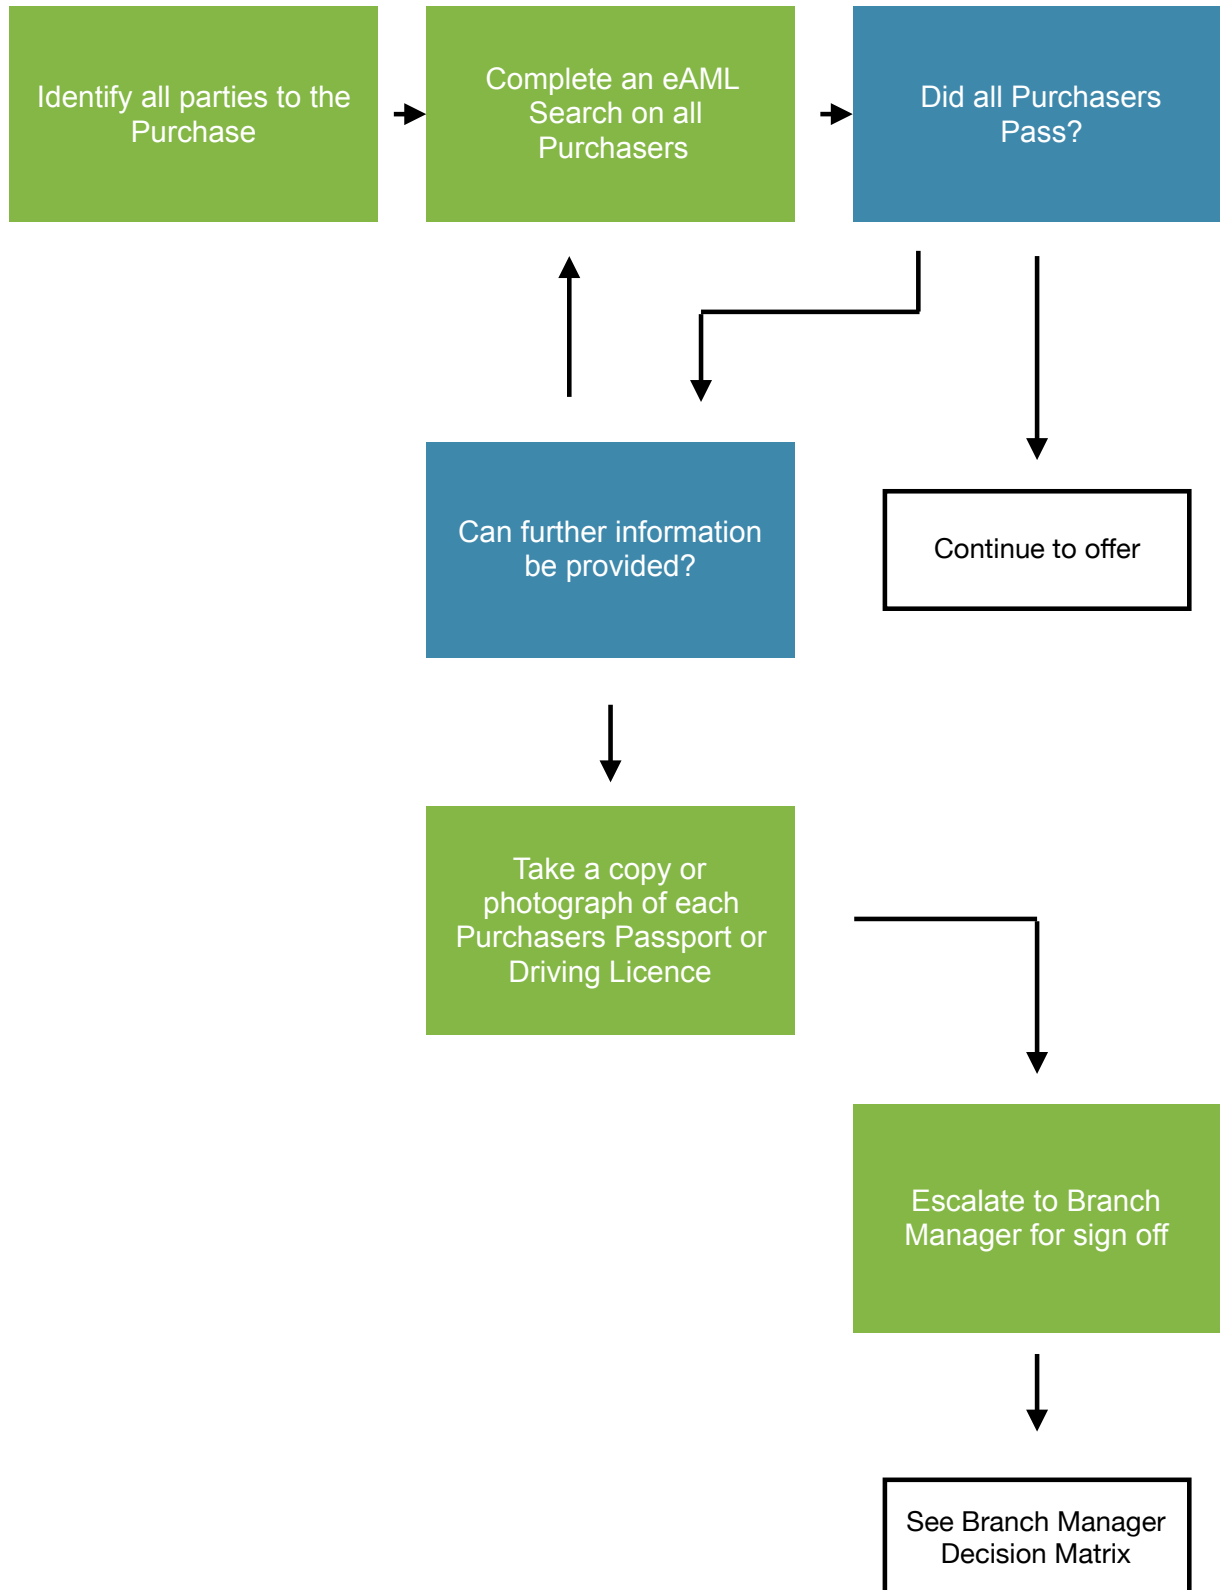 Identify all parties to the
Purchase
Complete an eAML
Search on all
Purchasers
Did all Purchasers
Pass?
Can further information
be provided?
Continue to offer
Take a copy or
photograph of each
Purchasers Passport or
Driving Licence
Escalate to Branch
Manager for sign off
See Branch Manager
Decision Matrix